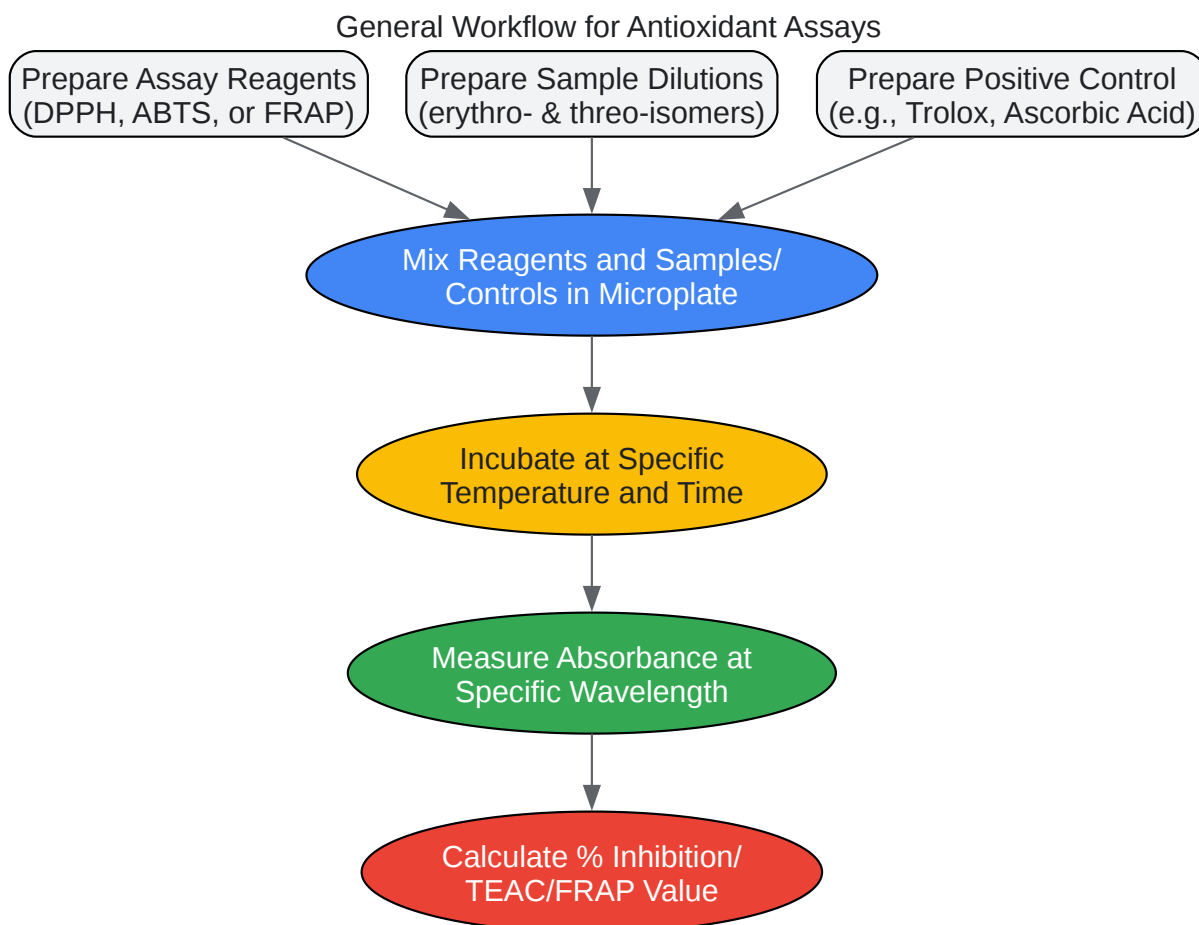 General Workflow for Antioxidant Assays
Prepare Assay Reagents
(DPPH, ABTS, or FRAP)
Prepare Sample Dilutions
(erythro- & threo-isomers)
Prepare Positive Control
(e.g., Trolox, Ascorbic Acid)
Mix Reagents and Samples/
Controls in Microplate
Incubate at Specific
Temperature and Time
Measure Absorbance at
Specific Wavelength
Calculate % Inhibition/
TEAC/FRAP Value